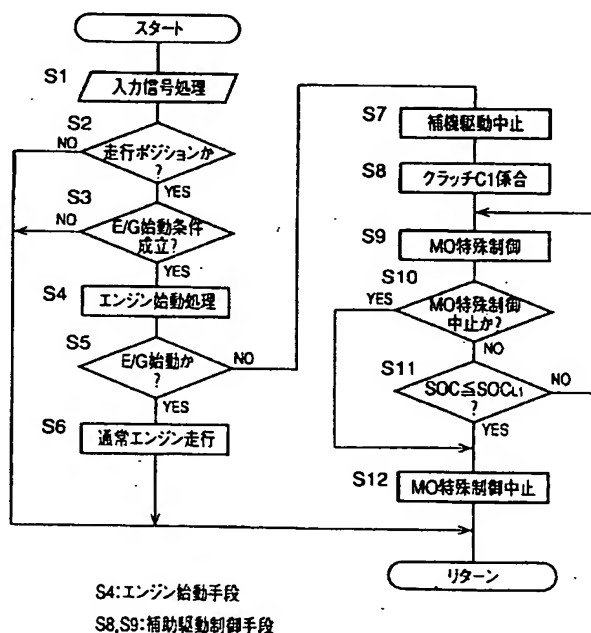 スタート
S1
入力信号処理
S2
走行ポジションか
?
NO
YES
S3
E/G始動条件
成立?
NO
YES
S4
エンジン始動処理
S5
E/G始動か
?
NO
YES
S6
通常エンジン走行
S7
補機駆動中止
S8
クラッチC1係合
S9
MO特殊制御
S10
MO特殊制御
中止か?
YES
NO
S11
SOC≦SOCL1
?
NO
YES
S12
MO特殊制御中止
リターン
S4:エンジン始動手段
S8,S9:補助駆動制御手段